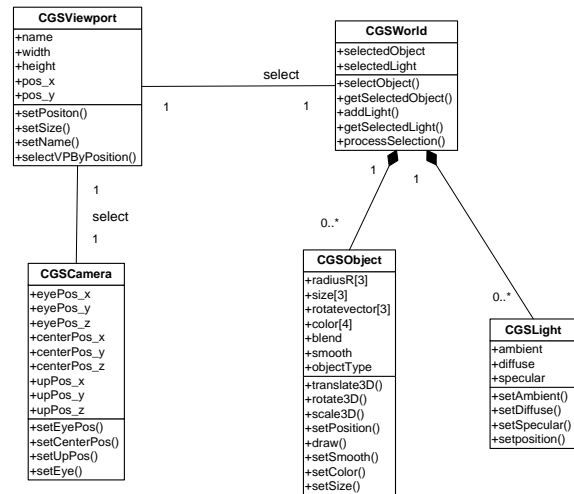 CGSViewport
+name
+width
+height
+pos_x
+pos_y
+setPositon()
+setSize()
+setName()
+selectVPByPosition()
select
1
1
CGSWorld
+selectedObject
+selectedLight
+selectObject()
+getSelectedObject()
+addLight()
+getSelectedLight()
+processSelection()
1
select
1
1
1
0..*
0..*
CGSCamera
+eyePos_x
+eyePos_y
+eyePos_z
+centerPos_x
+centerPos_y
+centerPos_z
+upPos_x
+upPos_y
+upPos_z
+setEyePos()
+setCenterPos()
+setUpPos()
+setEye()
CGSObject
+radiusR[3]
+size[3]
+rotatevector[3]
+color[4]
+blend
+smooth
+objectType
+translate3D()
+rotate3D()
+scale3D()
+setPosition()
+draw()
+setSmooth()
+setColor()
+setSize()
CGSLight
+ambient
+diffuse
+specular
+setAmbient()
+setDiffuse()
+setSpecular()
+setposition()